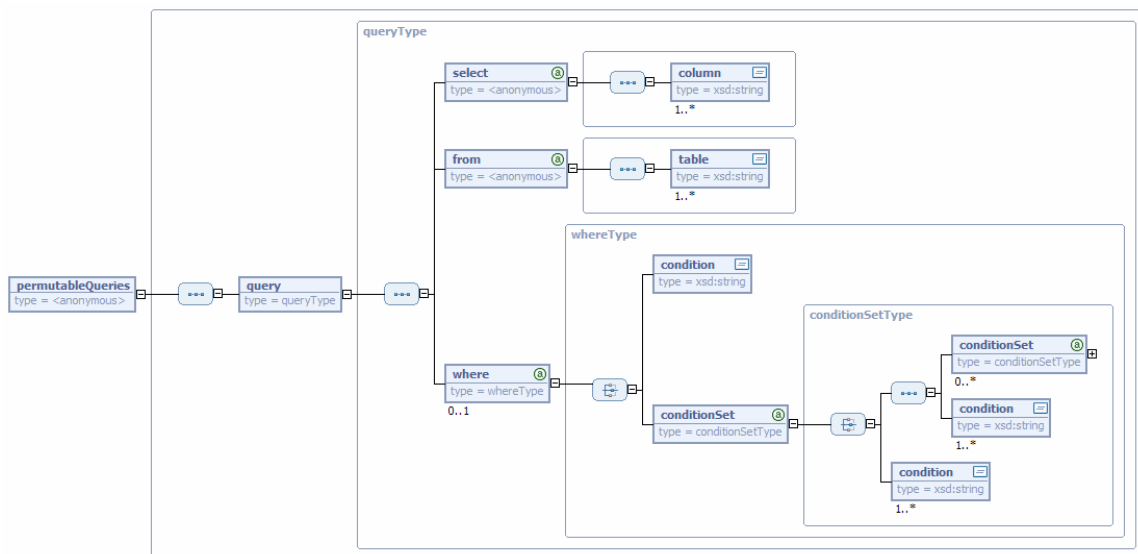 queryType
select
a
type = <anonymous>
column
type = xsd:string
1..*
from
a
type = <anonymous>
table
type = xsd:string
1..*
whereType
condition
type = xsd:string
permutableQueries
type = <anonymous>
query
type = queryType
conditionSetType
conditionSet
a
type = conditionSetType
0..*
where
a
type = whereType
0..1
condition
type = xsd:string
1..*
conditionSet
a
type = conditionSetType
condition
type = xsd:string
1..*